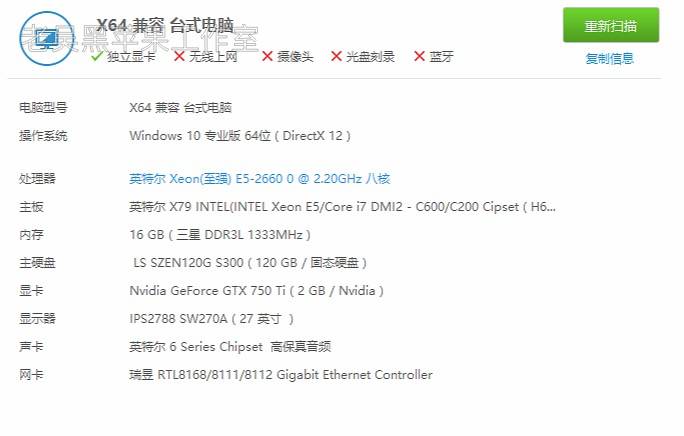 X64 兼容 台式电脑
老吴黑苹果工作室
独立显卡 无线上网 摄像头 光盘刻录 蓝牙
重新扫描
复制信息
电脑型号 X64 兼容 台式电脑
操作系统 Windows 10 专业版 64位 ( DirectX 12 )
处理器 英特尔 Xeon(至强) E5-2660 0 @ 2.20GHz 八核
主板 英特尔 X79 INTEL(INTEL Xeon E5/Core i7 DMI2 - C600/C200 Cipset ( H6...
内存 16 GB ( 三星 DDR3L 1333MHz )
主硬盘 LS SZEN120G S300 ( 120 GB / 固态硬盘 )
显卡 Nvidia GeForce GTX 750 Ti ( 2 GB / Nvidia )
显示器 IPS2788 SW270A ( 27 英寸  )
声卡 英特尔 6 Series Chipset  高保真音频
网卡 瑞昱 RTL8168/8111/8112 Gigabit Ethernet Controller